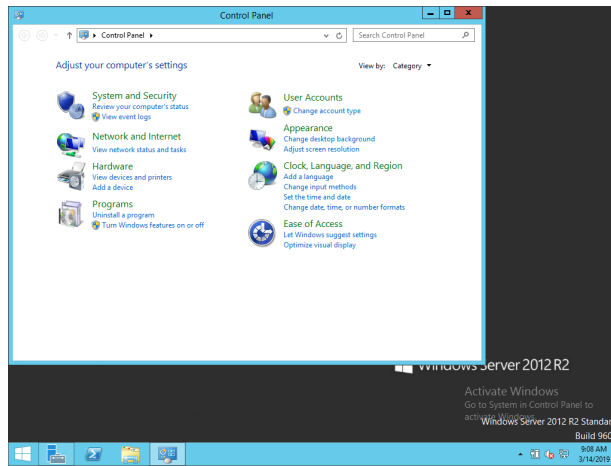 Control Panel
Control Panel
Search Control Panel
Adjust your computer's settings
View by: Category
System and Security
Review your computer's status
View event logs
Network and Internet
View network status and tasks
Hardware
View devices and printers
Add a device
Programs
Uninstall a program
Turn Windows features on or off
User Accounts
Change account type
Appearance
Change desktop background
Adjust screen resolution
Clock, Language, and Region
Add a language
Change input methods
Set the time and date
Change date, time, or number formats
Ease of Access
Let Windows suggest settings
Optimize visual display
Windows Server 2012 R2
Activate Windows
Go to System in Control Panel to
activate Windows.
Windows Server 2012 R2 Standar
Build 960
9:08 AM
3/14/2019